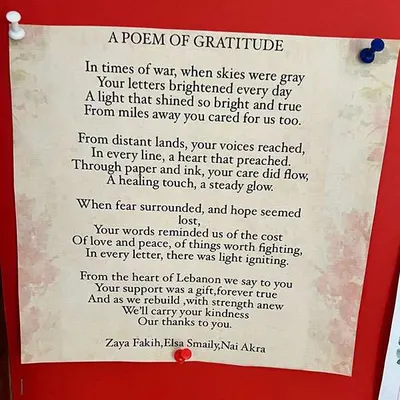 A POEM OF GRATITUDE
In times of war, when skies were gray
Your letters brightened every day
A light that shined so bright and true
From miles away you cared for us too.
From distant lands, your voices reached,
In every line, a heart that preached.
Through paper and ink, your care did flow,
A healing touch, a steady glow.
When fear surrounded, and hope seemed
lost,
Your words reminded us of the cost
Of love and peace, of things worth fighting,
In every letter, there was light igniting.
From the heart of Lebanon we say to you
Your support was a gift,forever true
And as we rebuild ,with strength anew
We'll carry your kindness
Our thanks to you.
Zaya Fakih,Elsa Smaily,Nai Akra